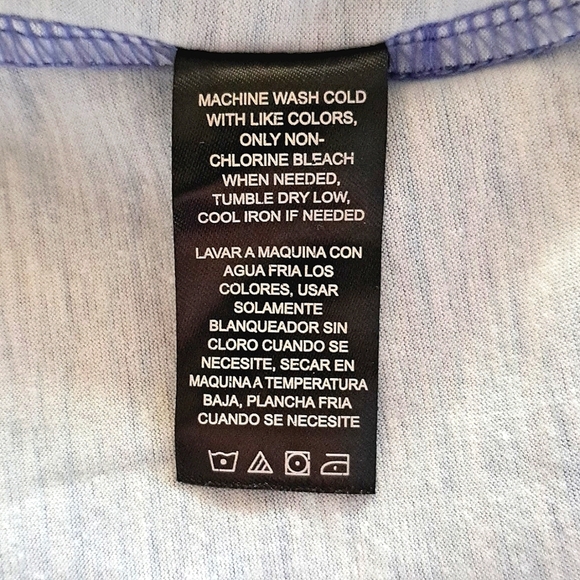 MACHINE WASH COLD
WITH LIKE COLORS,
ONLY NON-
CHLORINE BLEACH
WHEN NEEDED,
TUMBLE DRY LOW,
COOL IRON IF NEEDED
LAVAR A MAQUINA CON
AGUA FRIA LOS
COLORES, USAR
SOLAMENTE
BLANQUEADOR SIN
CLORO CUANDO SE
NECESITE, SECAR EN
MAQUINA A TEMPERATURA
BAJA, PLANCHA FRIA
CUANDO SE NECESITE